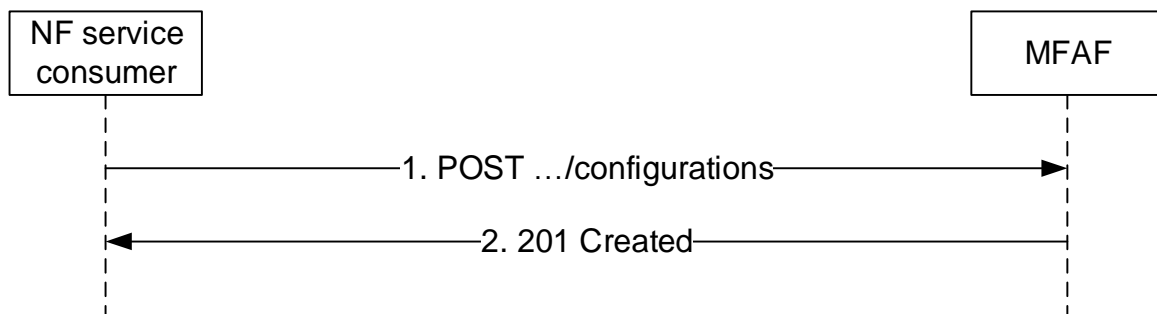 NF service
consumer
MFAF
1. POST …/configurations
2. 201 Created